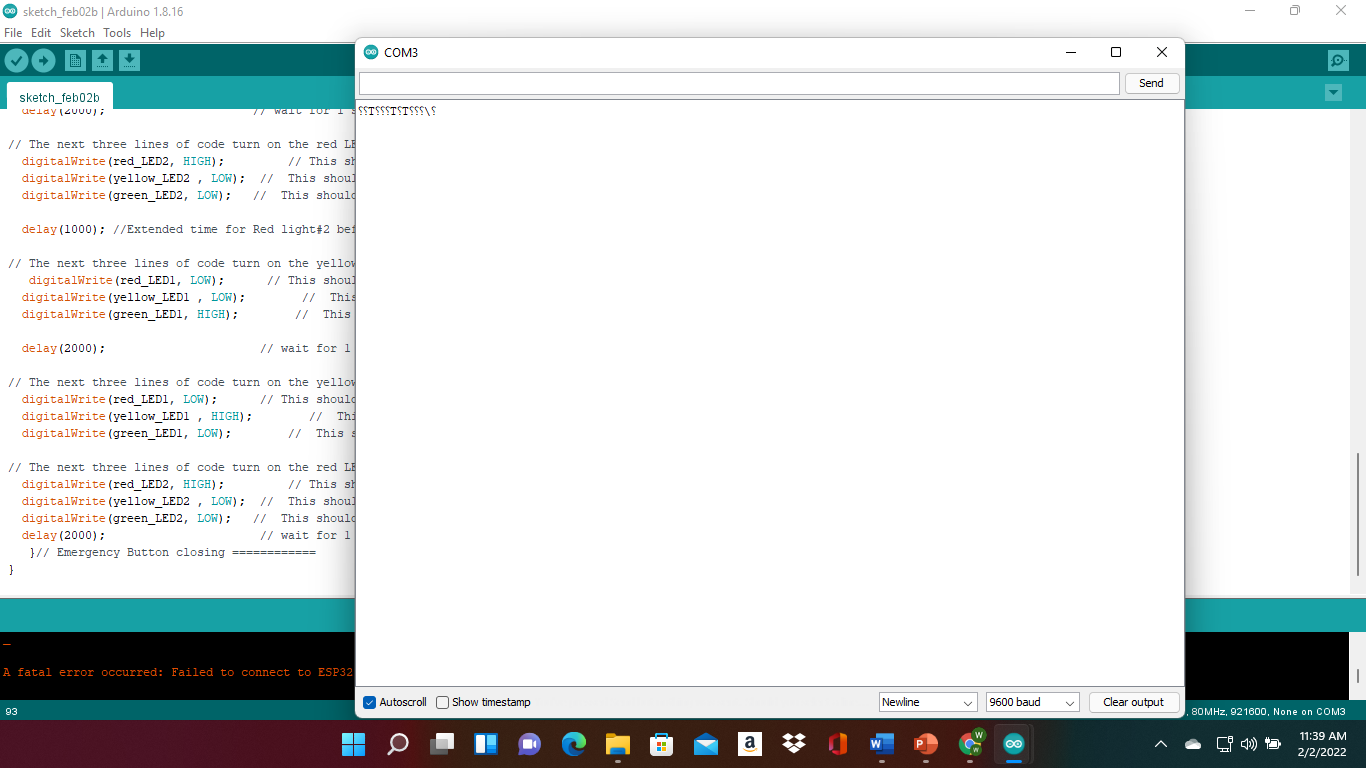 sketch_feb02b | Arduino 1.8.16
File Edit Sketch Tools Help
sketch_feb02b
delay(2000); // wait for 1 s
// The next three lines of code turn on the red LE
digitalWrite(red_LED2, HIGH); // This sh
digitalWrite(yellow_LED2 , LOW); // This shoul
digitalWrite(green_LED2, LOW); // This should
delay(1000); //Extended time for Red light#2 bef
// The next three lines of code turn on the yellow
digitalWrite(red_LED1, LOW); // This shoul
digitalWrite(yellow_LED1 , LOW); // This
digitalWrite(green_LED1, HIGH); // This
delay(2000); // wait for 1
// The next three lines of code turn on the yellow
digitalWrite(red_LED1, LOW); // This should
digitalWrite(yellow_LED1 , HIGH); // Thi
digitalWrite(green_LED1, LOW); // This s
// The next three lines of code turn on the red LE
digitalWrite(red_LED2, HIGH); // This sh
digitalWrite(yellow_LED2 , LOW); // This shoul
digitalWrite(green_LED2, LOW); // This should
delay(2000); // wait for 1
}// Emergency Button closing ============
}
COM3
Send
⸮⸮T⸮⸮⸮T⸮T⸮⸮⸮\⸮
Autoscroll Show timestamp Newline 9600 baud Clear output
A fatal error occurred: Failed to connect to ESP32
93
, 80MHz, 921600, None on COM3
W
a
W
P
W
11:39 AM
2/2/2022